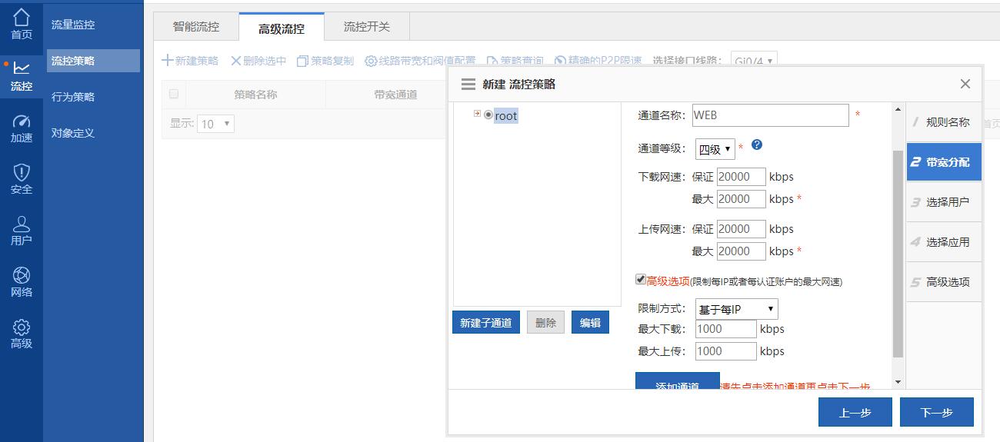 首页
流控
加速
安全
用户
网络
高级
流量监控
流控策略
行为策略
对象定义
智能流控
高级流控
流控开关
新建策略 删除选中 策略复制 线路带宽和阀值配置 策略查询 精确的P2P限速 选择接口线路: Gi0/4
策略名称 带宽通道
显示: 10
首页
新建 流控策略
root
新建子通道 删除 编辑
通道名称: WEB *
通道等级: 四级 * ?
下载网速: 保证 20000 kbps
最大 20000 kbps *
上传网速: 保证 20000 kbps
最大 20000 kbps *
高级选项(限制每IP或者每认证账户的最大网速)
限制方式: 基于每IP
最大下载: 1000 kbps
最大上传: 1000 kbps
添加通道 请先点击添加通道再点击下一步
1 规则名称
2 带宽分配
3 选择用户
4 选择应用
5 高级选项
上一步 下一步